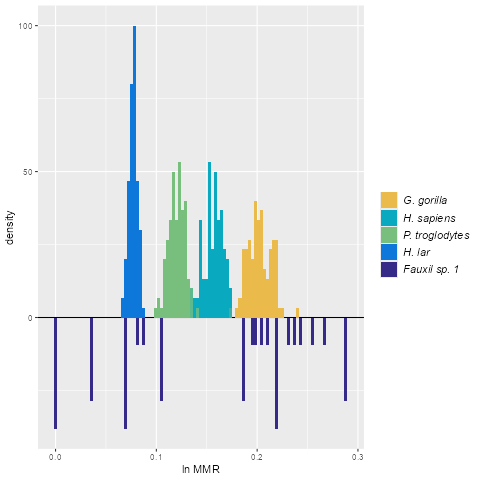 100
50
0
density
0.0 0.1 0.2 0.3
ln MMR
G. gorilla
H. sapiens
P. troglodytes
H. lar
Fauxil sp. 1